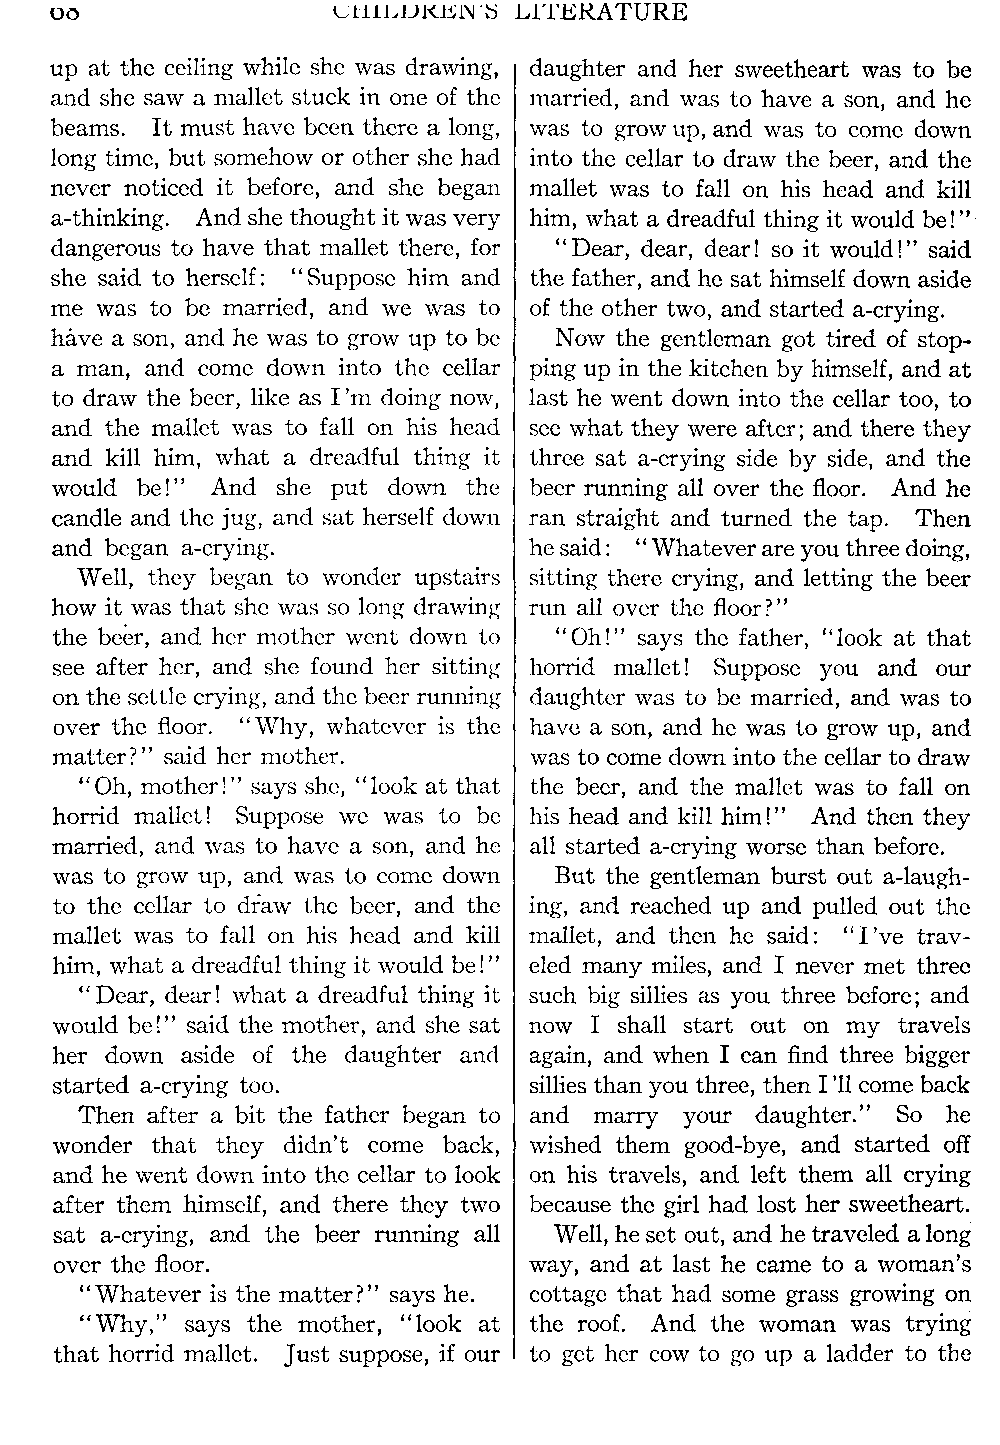 CHILDREN'S LITERATURE
up at the ceiling while she was drawing,
and she saw a mallet stuck in one of the
beams. It must have been there a long,
long time, but somehow or other she had
never noticed it before, and she began
a-thinking. And she thought it was very
dangerous to have that mallet there, for
she said to herself: "Suppose him and
me was to be married, and we was to
have a son, and he was to grow up to be
a man, and come down into the cellar
to draw the beer, like as I'm doing now,
and the mallet was to fall on his head
and kill him, what a dreadful thing it
would be!" And she put down the
candle and the jug, and sat herself down
and began a-crying.
Well, they began to wonder upstairs
how it was that she was so long drawing
the beer, and her mother went down to
see after her, and she found her sitting
on the settle crying, and the beer running
over the floor. "Why, whatever is the
matter?" said her mother.
"Oh, mother!" says she, "look at that
horrid mallet! Suppose we was to be
married, and was to have a son, and he
was to grow up, and was to come down
to the cellar to draw the beer, and the
mallet was to fall on his head and kill
him, what a dreadful thing it would be!"
"Dear, dear! what a dreadful thing it
would be!" said the mother, and she sat
her down aside of the daughter and
started a-crying too.
Then after a bit the father began to
wonder that they didn't come back,
and he went down into the cellar to look
after them himself, and there they two
sat a-crying, and the beer running all
over the floor.
"Whatever is the matter?" says he.
"Why," says the mother, "look at
that horrid mallet. Just suppose, if our
daughter and her sweetheart was to be
married, and was to have a son, and he
was to grow up, and was to come down
into the cellar to draw the beer, and the
mallet was to fall on his head and kill
him, what a dreadful thing it would be!"
"Dear, dear, dear! so it would!" said
the father, and he sat himself down aside
of the other two, and started a-crying.
Now the gentleman got tired of stop-
ping up in the kitchen by himself, and at
last he went down into the cellar too, to
see what they were after; and there they
three sat a-crying side by side, and the
beer running all over the floor. And he
ran straight and turned the tap. Then
he said: "Whatever are you three doing,
sitting there crying, and letting the beer
run all over the floor?"
"Oh!" says the father, "look at that
horrid mallet! Suppose you and our
daughter was to be married, and was to
have a son, and he was to grow up, and
was to come down into the cellar to draw
the beer, and the mallet was to fall on
his head and kill him!" And then they
all started a-crying worse than before.
But the gentleman burst out a-laugh-
ing, and reached up and pulled out the
mallet, and then he said: "I've trav-
eled many miles, and I never met three
such big sillies as you three before; and
now I shall start out on my travels
again, and when I can find three bigger
sillies than you three, then I'll come back
and marry your daughter." So he
wished them good-bye, and started off
on his travels, and left them all crying
because the girl had lost her sweetheart.
Well, he set out, and he traveled a long
way, and at last he came to a woman's
cottage that had some grass growing on
the roof. And the woman was trying
to get her cow to go up a ladder to the